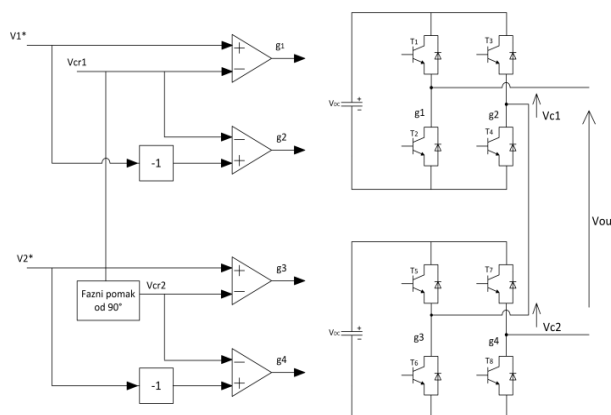 V1*
Vcr1
g1
g2
-1
V2*
Vcr2
g3
Fazni pomak
od 90°
g4
-1
T1
T3
VDC
+
−
g1
g2
Vc1
T2
T4
Vou
T5
T7
VDC
+
−
g3
g4
Vc2
T6
T8